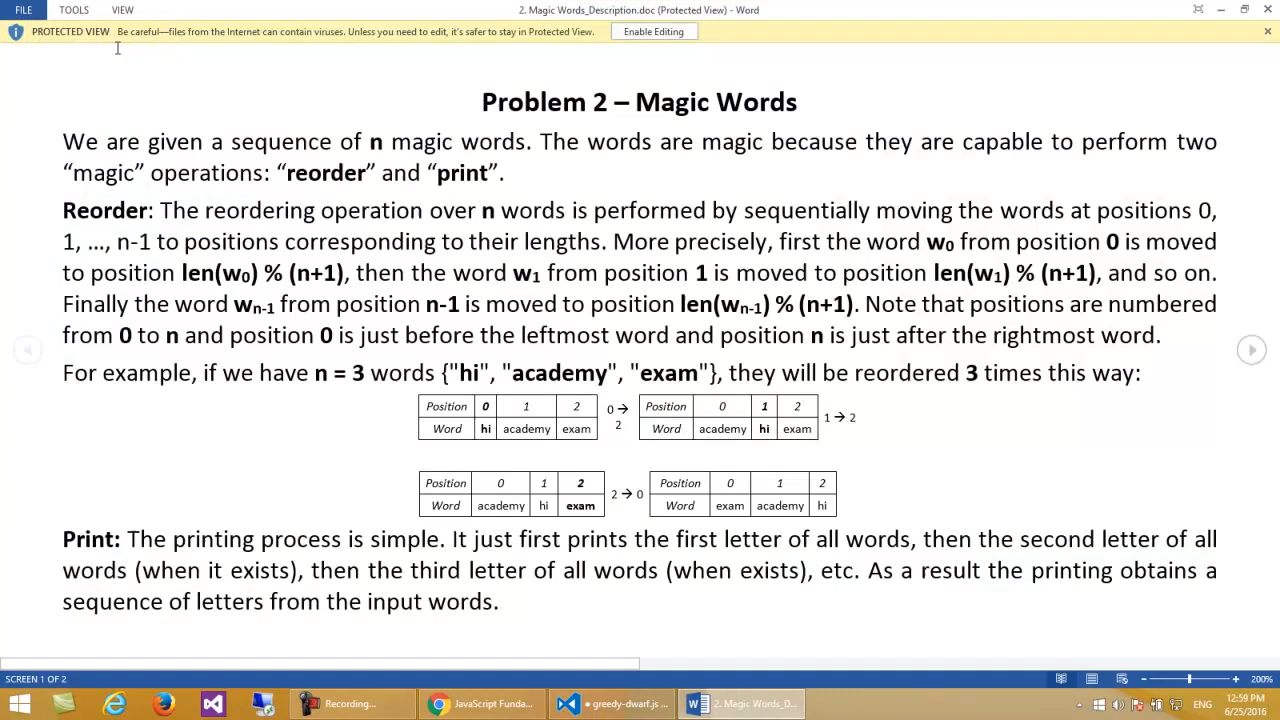 FILE TOOLS VIEW 2. Magic Words_Description.doc (Protected View) - Word
PROTECTED VIEW Be careful—files from the Internet can contain viruses. Unless you need to edit, it's safer to stay in Protected View. Enable Editing
Problem 2 – Magic Words
We are given a sequence of n magic words. The words are magic because they are capable to perform two
“magic” operations: “reorder” and “print”.
Reorder: The reordering operation over n words is performed by sequentially moving the words at positions 0,
1, …, n-1 to positions corresponding to their lengths. More precisely, first the word w0 from position 0 is moved
to position len(w0) % (n+1), then the word w1 from position 1 is moved to position len(w1) % (n+1), and so on.
Finally the word wn-1 from position n-1 is moved to position len(wn-1) % (n+1). Note that positions are numbered
from 0 to n and position 0 is just before the leftmost word and position n is just after the rightmost word.
For example, if we have n = 3 words {"hi", "academy", "exam"}, they will be reordered 3 times this way:
Position 0 1 2 0 → 2 Position 0 1 2 1 → 2
Word hi academy exam Word academy hi exam
Position 0 1 2 2 → 0 Position 0 1 2
Word academy hi exam Word exam academy hi
Print: The printing process is simple. It just first prints the first letter of all words, then the second letter of all
words (when it exists), then the third letter of all words (when exists), etc. As a result the printing obtains a
sequence of letters from the input words.
SCREEN 1 OF 2 200%
Recording... JavaScript Funda... • greedy-dwarf.js ... 2. Magic Words_D... ENG 12:59 PM
6/25/2016